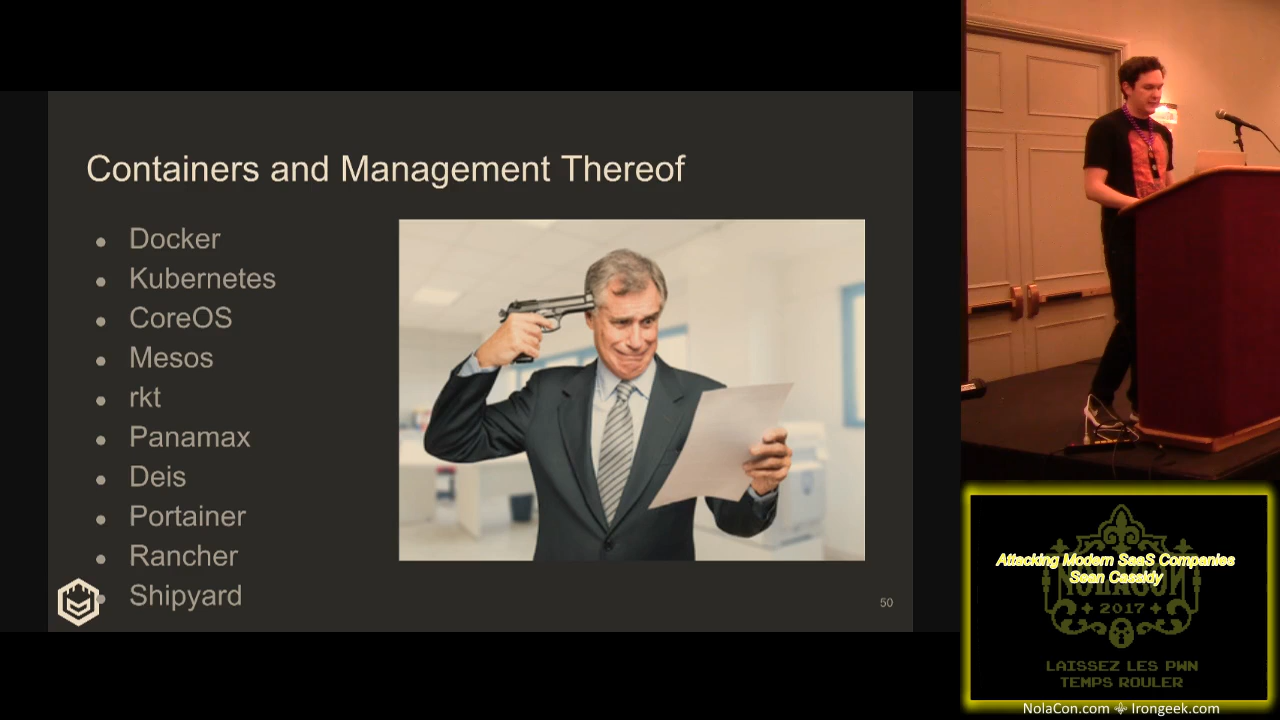 Containers and Management Thereof
Docker
Kubernetes
CoreOS
Mesos
rkt
Panamax
Deis
Portainer
Rancher
Shipyard
50
Attacking Modern SaaS Companies
Sean Cassidy
NOLACON
2017
LAISSEZ LES PWN
TEMPS ROULER
NolaCon.com Irongeek.com